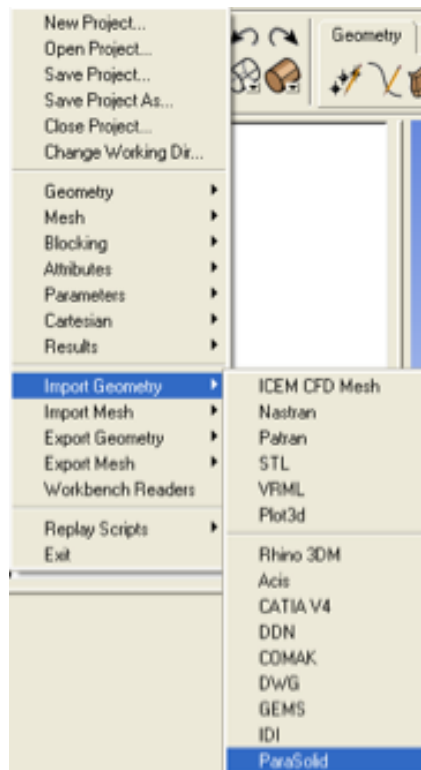 New Project...
Open Project...
Save Project...
Save Project As...
Close Project...
Change Working Dir...
Geometry
Geometry
Mesh
Blocking
Attributes
Parameters
Cartesian
Results
Import Geometry
Import Mesh
Export Geometry
Export Mesh
Workbench Readers
Replay Scripts
Exit
ICEM CFD Mesh
Nastran
Patran
STL
VRML
Plot3d
Rhino 3DM
Acis
CATIA V4
DDN
COMAK
DWG
GEMS
IDI
ParaSolid